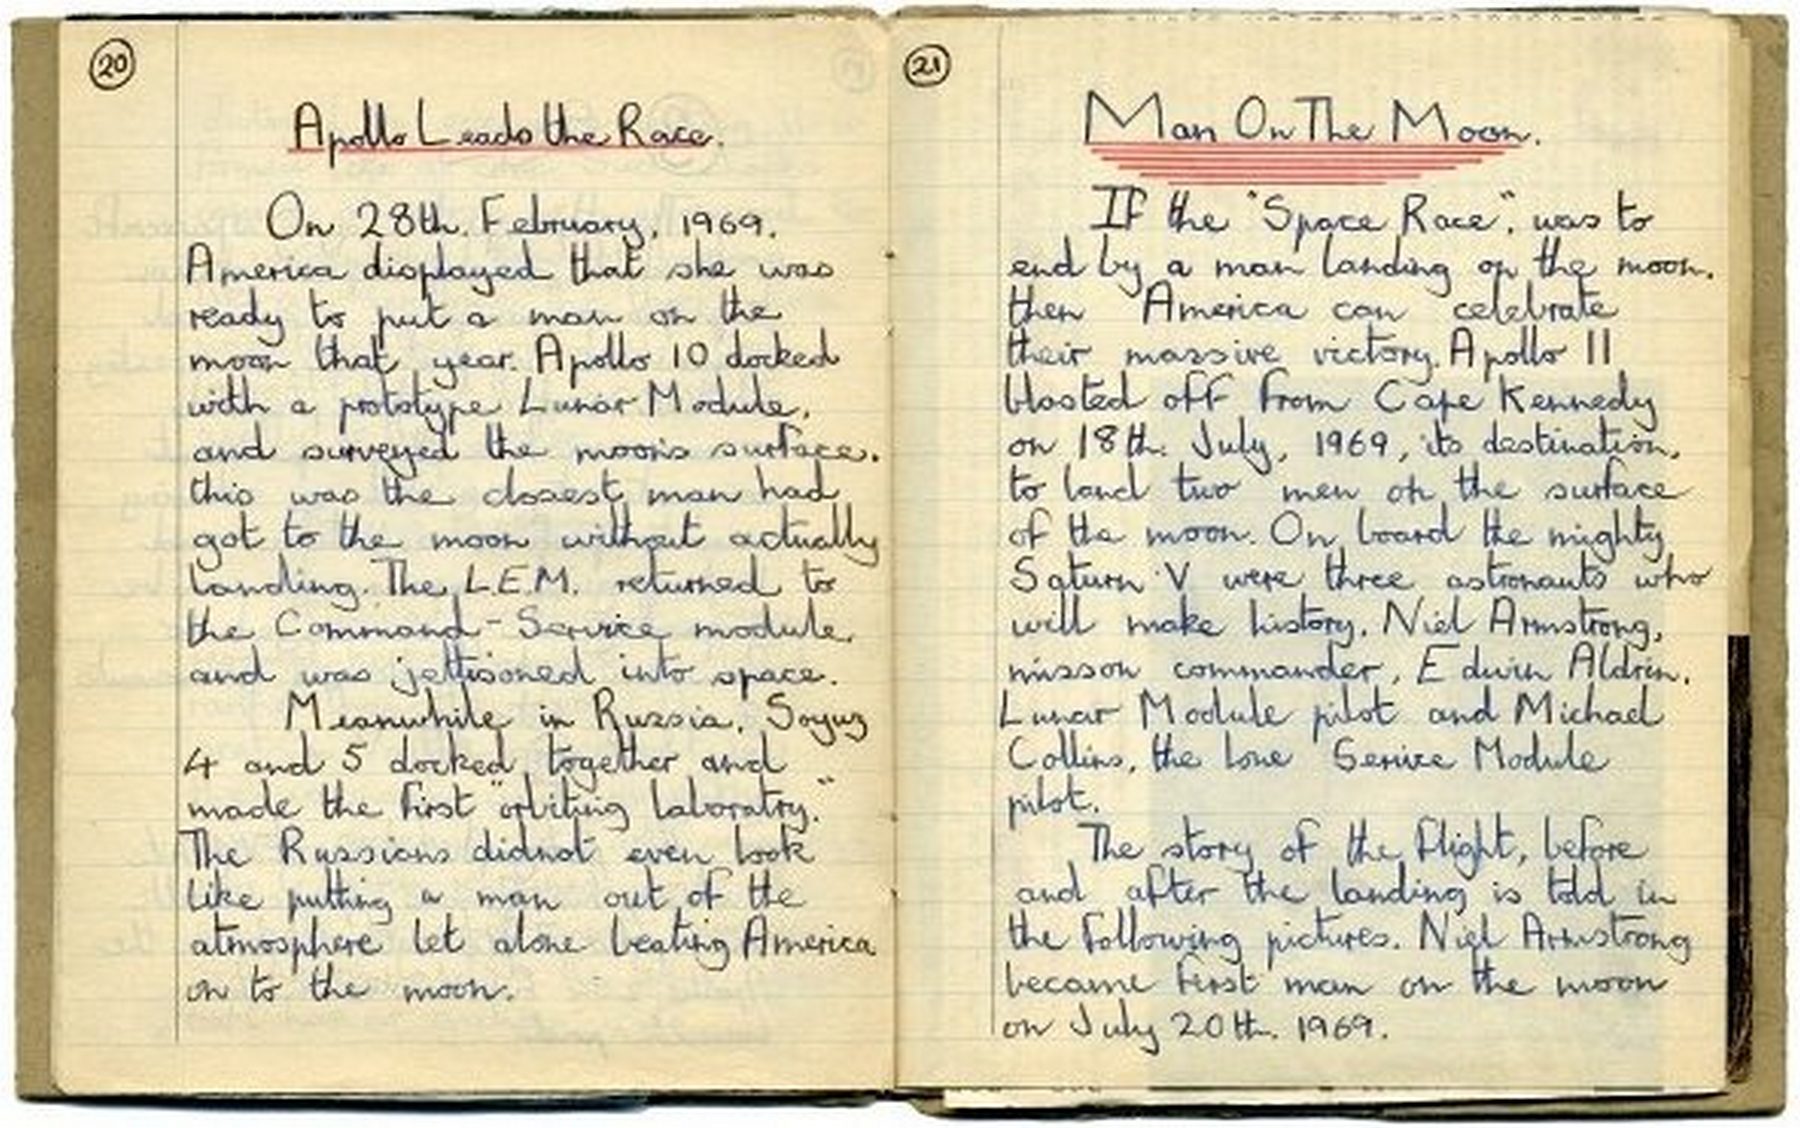 20
Apollo Leads the Race.
On 28th. February, 1969.
America displayed that she was
ready to put a man on the
moon that year. Apollo 10 docked
with a prototype Lunar Module,
and surveyed the moons surface.
this was the closest man had
got to the moon without actually
landing. The L.E.M. returned to
the Command-Service module,
and was jettisoned into space.
Meanwhile in Russia, Soyuz
4 and 5 docked together and
made the first "orbiting laboratry."
The Russians didnot even look
like putting a man out of the
atmosphere let alone beating America
on to the moon.
21
Man On The Moon.
If the "Space Race", was to
end by a man landing on the moon,
then America can celebrate
their massive victory. Apollo 11
blasted off from Cape Kennedy
on 18th. July, 1969, its destination,
to land two men on the surface
of the moon. On board the mighty
Saturn V were three astronauts who
will make history, Niel Armstrong,
misson commander, Edwin Aldrin,
Lunar Module pilot and Michael
Collins, the lone Serivce Module
pilot.
The story of the flight, before
and after the landing is told in
the following pictures. Niel Armstrong
became first man on the moon
on July 20th. 1969.